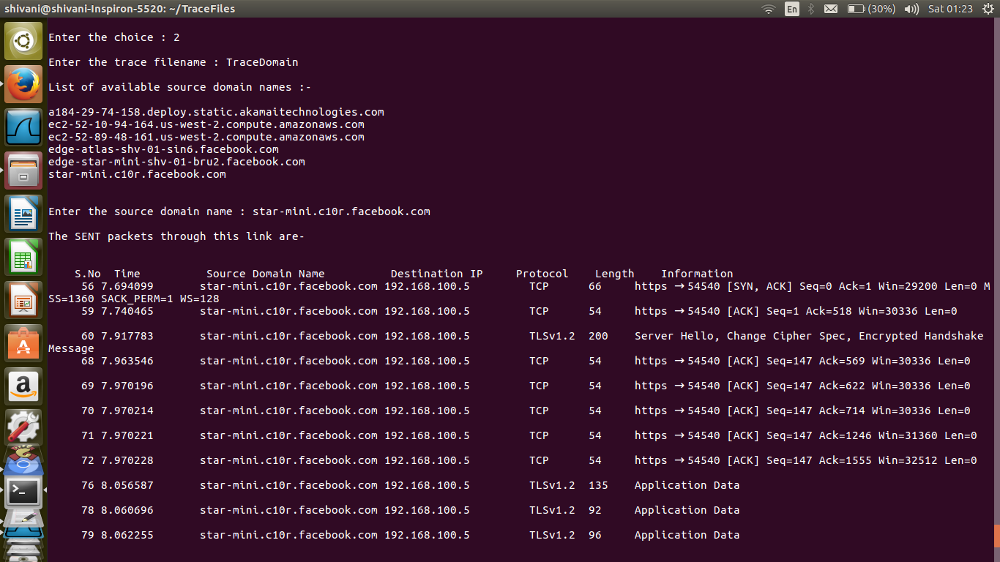 shivani@shivani-Inspiron-5520: ~/TraceFiles
En
(30%)
Sat 01:23
Enter the choice : 2
Enter the trace filename : TraceDomain
List of available source domain names :-
a184-29-74-158.deploy.static.akamaitechnologies.com
ec2-52-10-94-164.us-west-2.compute.amazonaws.com
ec2-52-89-48-161.us-west-2.compute.amazonaws.com
edge-atlas-shv-01-sin6.facebook.com
edge-star-mini-shv-01-bru2.facebook.com
star-mini.c10r.facebook.com
Enter the source domain name : star-mini.c10r.facebook.com
The SENT packets through this link are-
S.No Time Source Domain Name Destination IP Protocol Length Information
56 7.694099 star-mini.c10r.facebook.com 192.168.100.5 TCP 66 https → 54540 [SYN, ACK] Seq=0 Ack=1 Win=29200 Len=0 M
SS=1360 SACK_PERM=1 WS=128
59 7.740465 star-mini.c10r.facebook.com 192.168.100.5 TCP 54 https → 54540 [ACK] Seq=1 Ack=518 Win=30336 Len=0
60 7.917783 star-mini.c10r.facebook.com 192.168.100.5 TLSv1.2 200 Server Hello, Change Cipher Spec, Encrypted Handshake
Message
68 7.963546 star-mini.c10r.facebook.com 192.168.100.5 TCP 54 https → 54540 [ACK] Seq=147 Ack=569 Win=30336 Len=0
69 7.970196 star-mini.c10r.facebook.com 192.168.100.5 TCP 54 https → 54540 [ACK] Seq=147 Ack=622 Win=30336 Len=0
70 7.970214 star-mini.c10r.facebook.com 192.168.100.5 TCP 54 https → 54540 [ACK] Seq=147 Ack=714 Win=30336 Len=0
71 7.970221 star-mini.c10r.facebook.com 192.168.100.5 TCP 54 https → 54540 [ACK] Seq=147 Ack=1246 Win=31360 Len=0
72 7.970228 star-mini.c10r.facebook.com 192.168.100.5 TCP 54 https → 54540 [ACK] Seq=147 Ack=1555 Win=32512 Len=0
76 8.056587 star-mini.c10r.facebook.com 192.168.100.5 TLSv1.2 135 Application Data
78 8.060696 star-mini.c10r.facebook.com 192.168.100.5 TLSv1.2 92 Application Data
79 8.062255 star-mini.c10r.facebook.com 192.168.100.5 TLSv1.2 96 Application Data